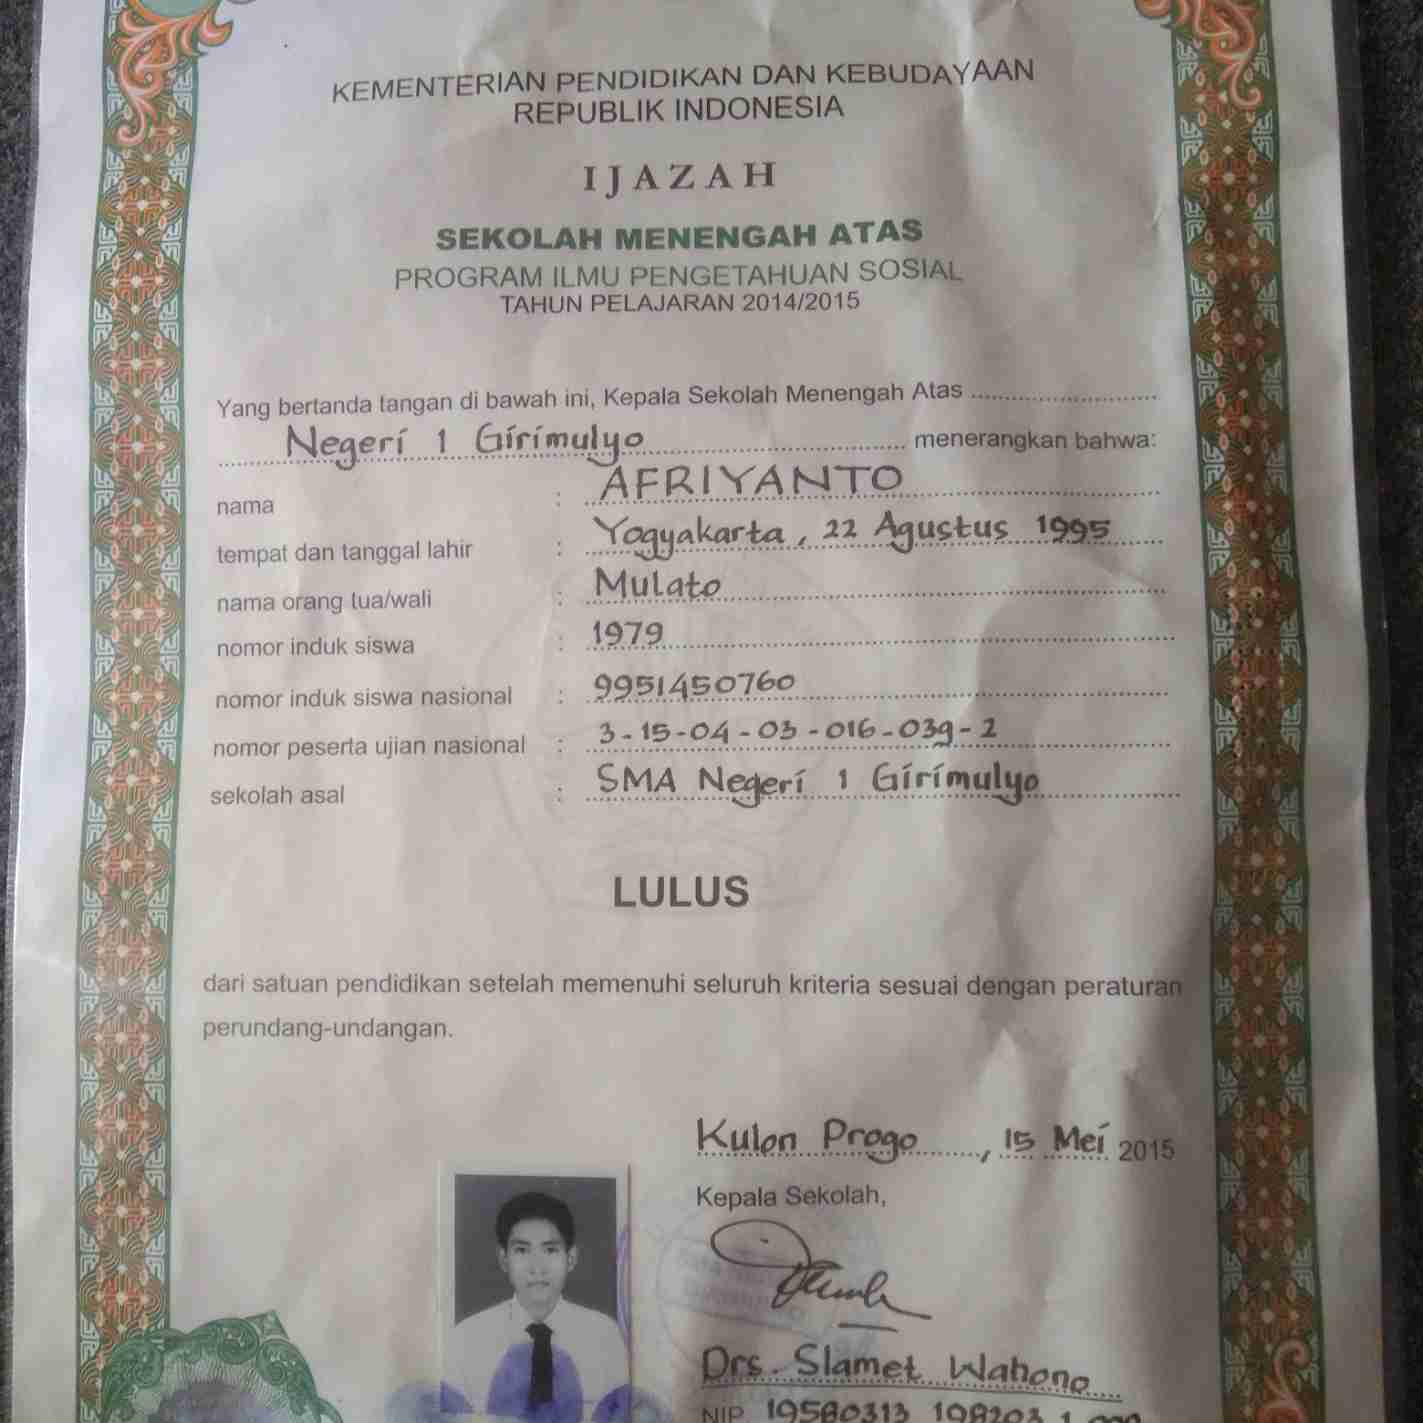 KEMENTERIAN PENDIDIKAN DAN KEBUDAYAAN
REPUBLIK INDONESIA
IJAZAH
SEKOLAH MENENGAH ATAS
PROGRAM ILMU PENGETAHUAN SOSIAL
TAHUN PELAJARAN 2014/2015
Yang bertanda tangan di bawah ini, Kepala Sekolah Menengah Atas
Negeri 1 Girimulyo menerangkan bahwa:
nama : AFRIYANTO
tempat dan tanggal lahir : Yogyakarta, 22 Agustus 1995
nama orang tua/wali : Mulato
nomor induk siswa : 1979
nomor induk siswa nasional : 9951450760
nomor peserta ujian nasional : 3-15-04-03-016-039-2
sekolah asal : SMA Negeri 1 Girimulyo
LULUS
dari satuan pendidikan setelah memenuhi seluruh kriteria sesuai dengan peraturan
perundang-undangan.
Kulon Progo, 15 Mei 2015
Kepala Sekolah,
Drs. Slamet Wahono
NIP 19580313 198203 1